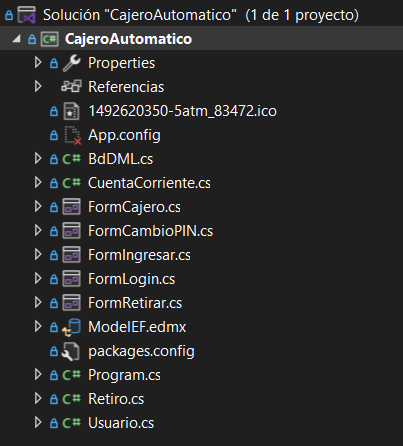 Solución "CajeroAutomatico" (1 de 1 proyecto)
C# CajeroAutomatico
Properties
Referencias
1492620350-5atm_83472.ico
App.config
C# BdDML.cs
C# CuentaCorriente.cs
FormCajero.cs
FormCambioPIN.cs
FormIngresar.cs
FormLogin.cs
FormRetirar.cs
ModelEF.edmx
packages.config
C# Program.cs
C# Retiro.cs
C# Usuario.cs